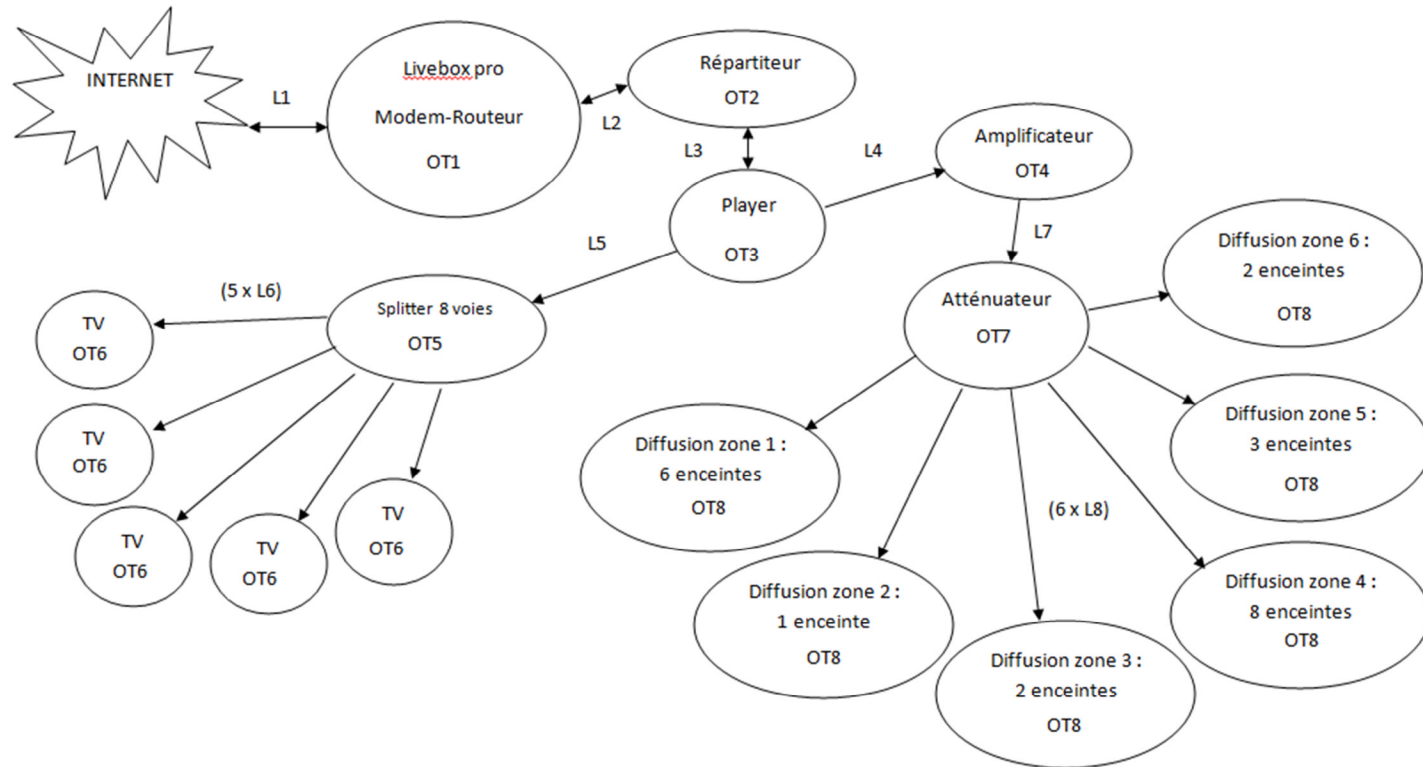 INTERNET
L1
Livebox pro
Modem-Routeur
OT1
L2
Répartiteur
OT2
L3
L4
Amplificateur
OT4
Player
OT3
L5
L7
Diffusion zone 6 :
2 enceintes
OT8
(5 x L6)
Splitter 8 voies
OT5
Atténuateur
OT7
TV
OT6
TV
OT6
TV
OT6
TV
OT6
TV
OT6
Diffusion zone 1 :
6 enceintes
OT8
Diffusion zone 5 :
3 enceintes
OT8
(6 x L8)
Diffusion zone 2 :
1 enceinte
OT8
Diffusion zone 4 :
8 enceintes
OT8
Diffusion zone 3 :
2 enceintes
OT8